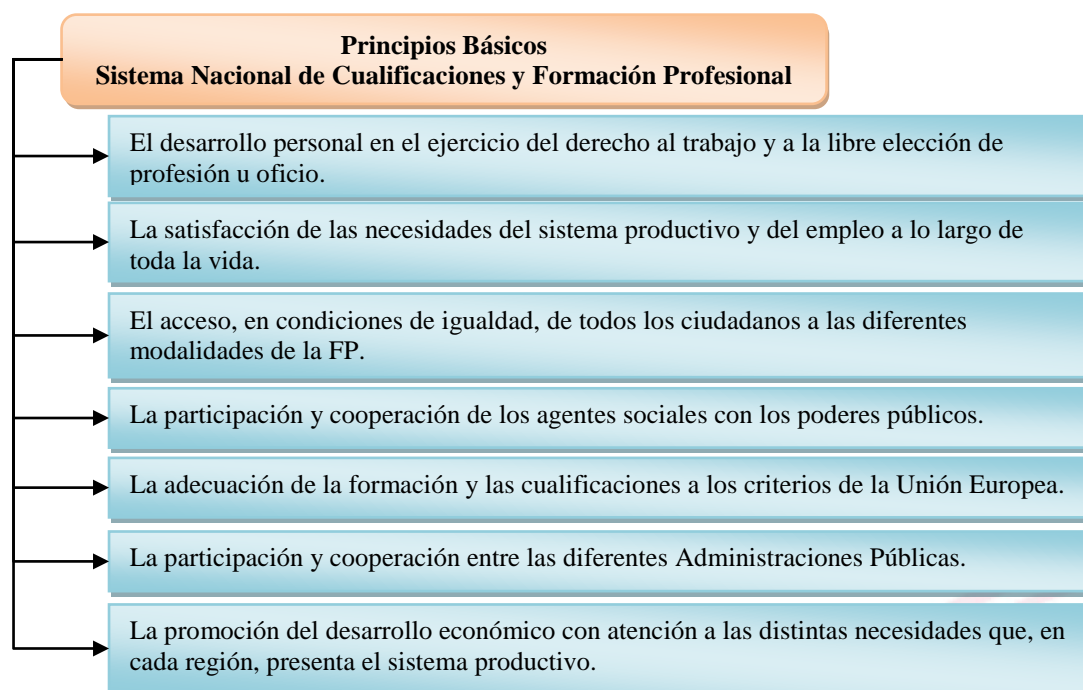 Principios Básicos
Sistema Nacional de Cualificaciones y Formación Profesional
El desarrollo personal en el ejercicio del derecho al trabajo y a la libre elección de
profesión u oficio.
La satisfacción de las necesidades del sistema productivo y del empleo a lo largo de
toda la vida.
El acceso, en condiciones de igualdad, de todos los ciudadanos a las diferentes
modalidades de la FP.
La participación y cooperación de los agentes sociales con los poderes públicos.
La adecuación de la formación y las cualificaciones a los criterios de la Unión Europea.
La participación y cooperación entre las diferentes Administraciones Públicas.
La promoción del desarrollo económico con atención a las distintas necesidades que, en
cada región, presenta el sistema productivo.